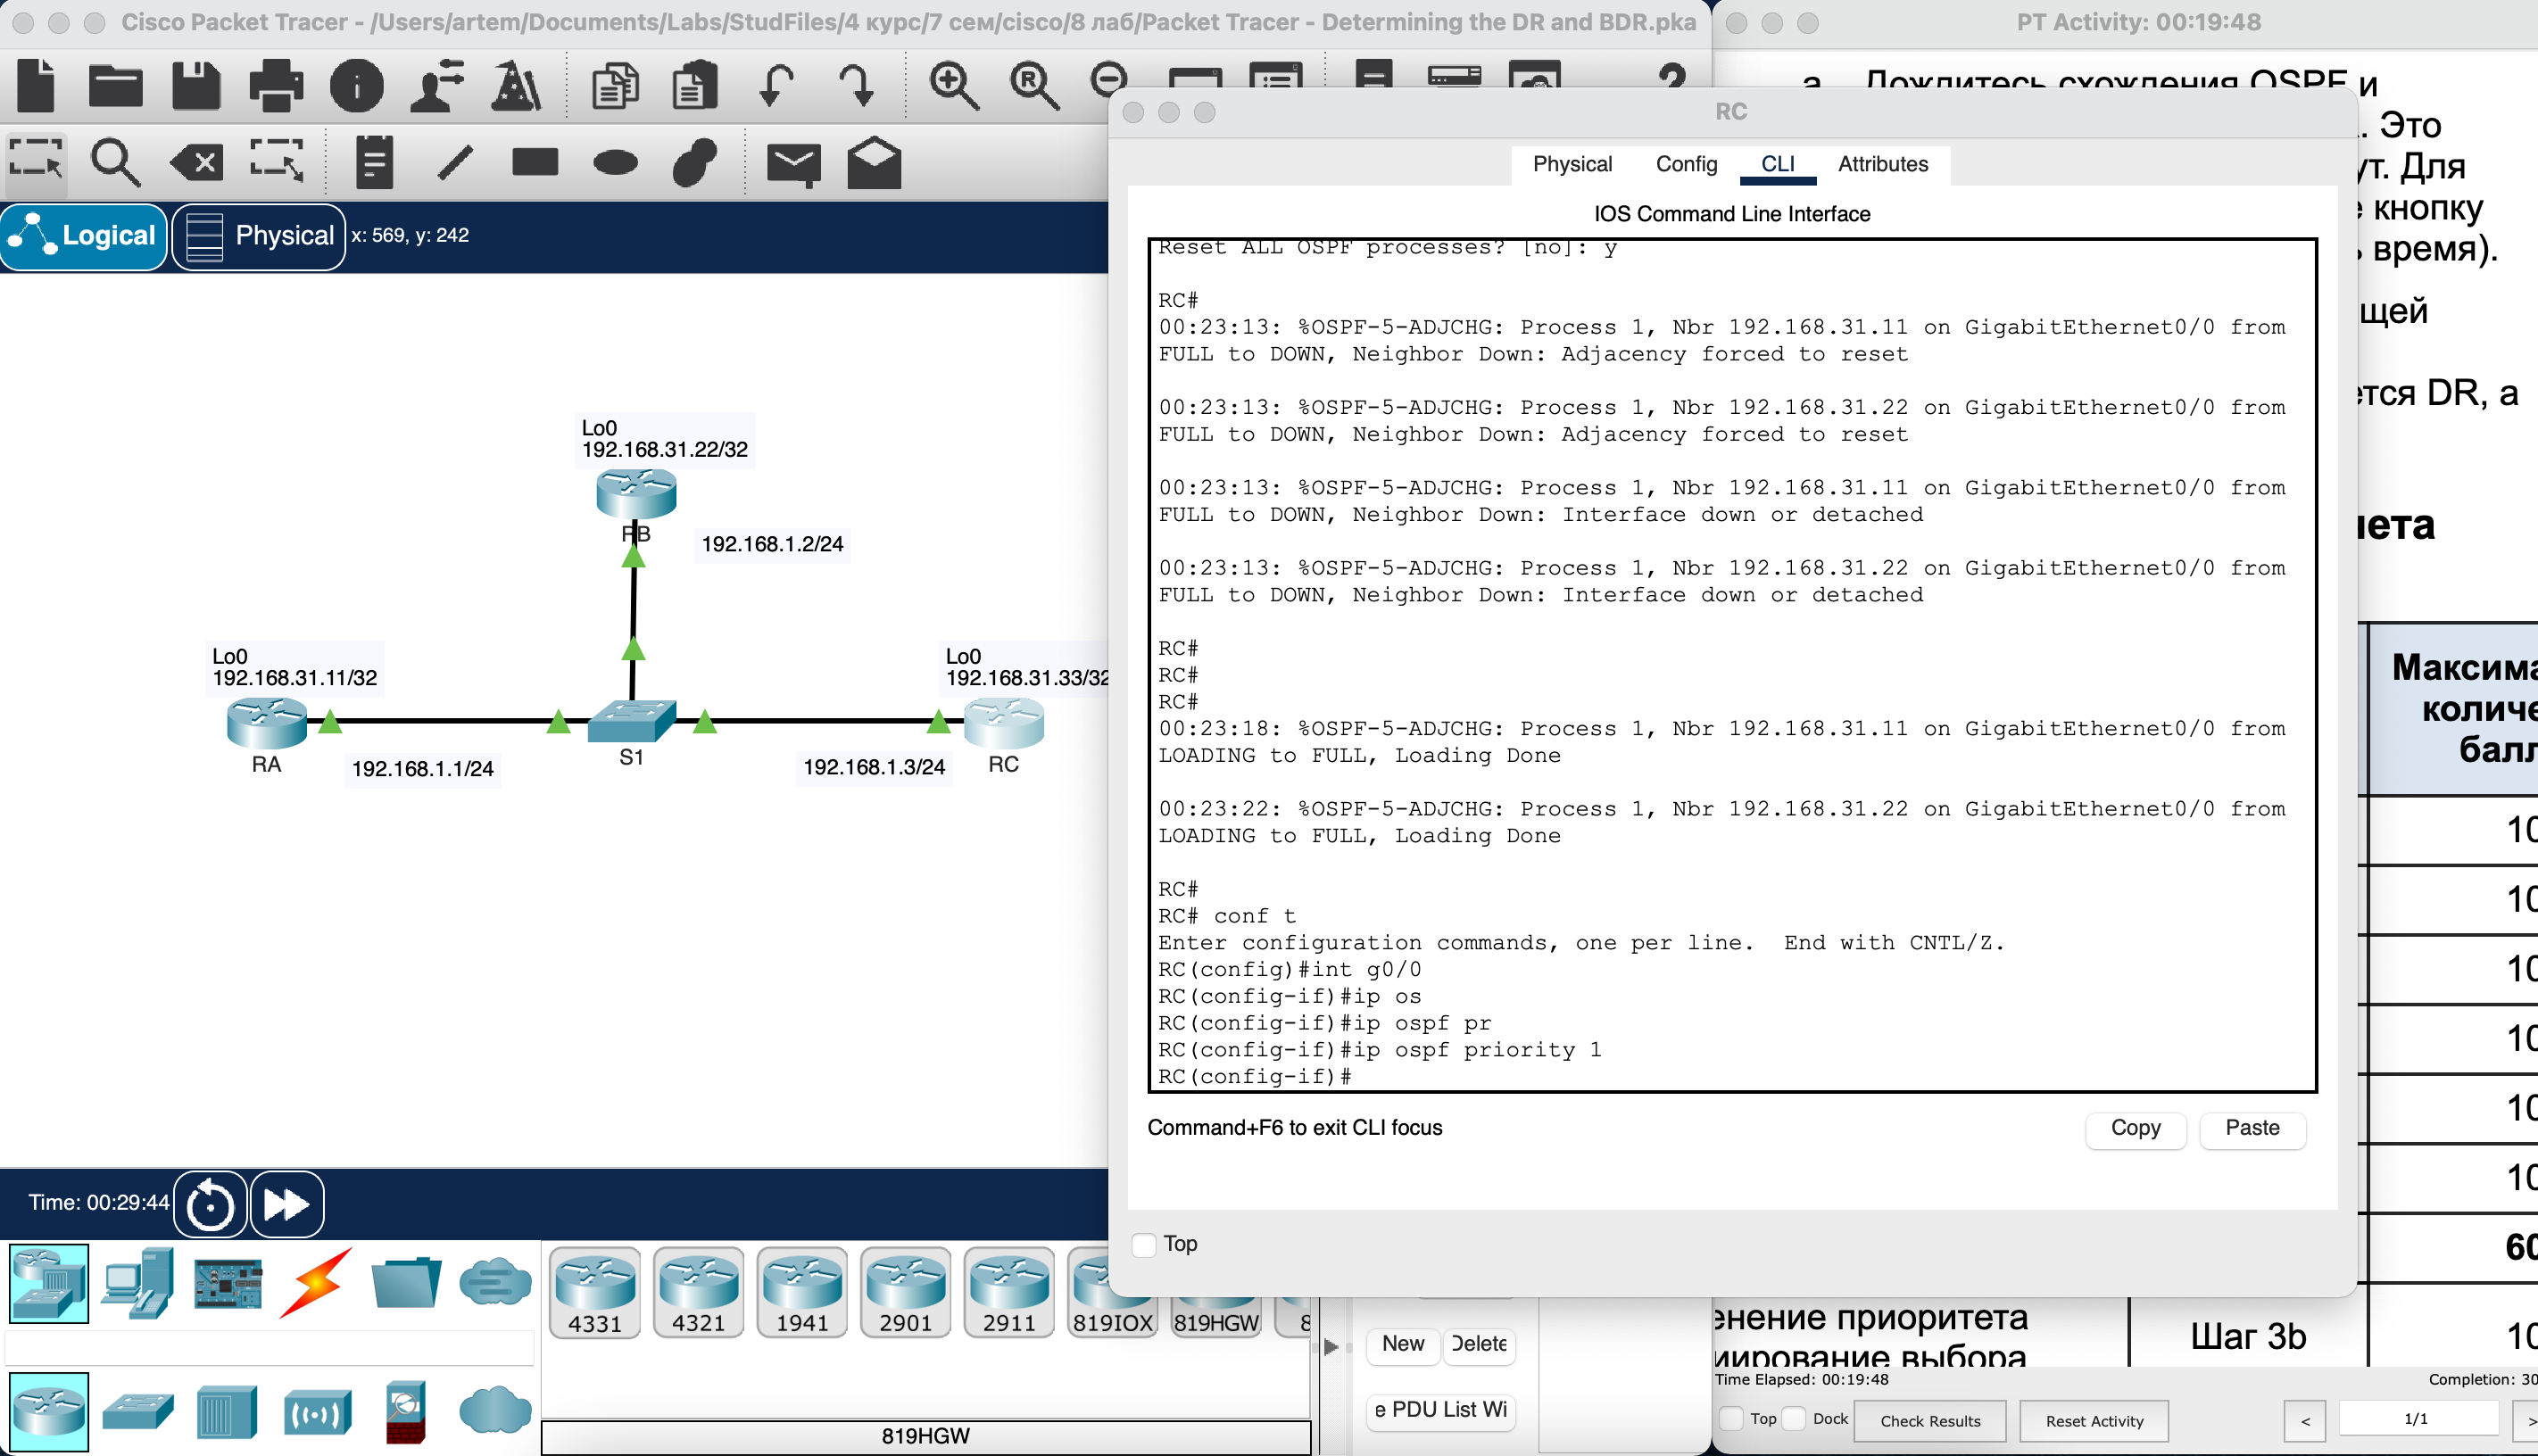 Cisco Packet Tracer - /Users/artem/Documents/Labs/StudFiles/4 курс/7 сем/cisco/8 лаб/Packet Tracer - Determining the DR and BDR.pka
PT Activity: 00:19:48
a. Дождитесь схождения OSPF и
. Это
ут. Для
кнопку
время).
щей
ется DR, а
Максима
количе
балл
10
10
10
10
10
10
60
Logical
Physical
x: 569, y: 242
Lo0
192.168.31.22/32
RB
192.168.1.2/24
Lo0
192.168.31.11/32
RA
192.168.1.1/24
S1
Lo0
192.168.31.33/32
192.168.1.3/24
RC
RC
Physical
Config
CLI
Attributes
IOS Command Line Interface
Reset ALL OSPF processes? [no]: y
RC#
00:23:13: %OSPF-5-ADJCHG: Process 1, Nbr 192.168.31.11 on GigabitEthernet0/0 from
FULL to DOWN, Neighbor Down: Adjacency forced to reset
00:23:13: %OSPF-5-ADJCHG: Process 1, Nbr 192.168.31.22 on GigabitEthernet0/0 from
FULL to DOWN, Neighbor Down: Adjacency forced to reset
00:23:13: %OSPF-5-ADJCHG: Process 1, Nbr 192.168.31.11 on GigabitEthernet0/0 from
FULL to DOWN, Neighbor Down: Interface down or detached
00:23:13: %OSPF-5-ADJCHG: Process 1, Nbr 192.168.31.22 on GigabitEthernet0/0 from
FULL to DOWN, Neighbor Down: Interface down or detached
RC#
RC#
RC#
00:23:18: %OSPF-5-ADJCHG: Process 1, Nbr 192.168.31.11 on GigabitEthernet0/0 from
LOADING to FULL, Loading Done
00:23:22: %OSPF-5-ADJCHG: Process 1, Nbr 192.168.31.22 on GigabitEthernet0/0 from
LOADING to FULL, Loading Done
RC#
RC# conf t
Enter configuration commands, one per line.  End with CNTL/Z.
RC(config)#int g0/0
RC(config-if)#ip os
RC(config-if)#ip ospf pr
RC(config-if)#ip ospf priority 1
RC(config-if)#
Command+F6 to exit CLI focus
Copy
Paste
Top
Time: 00:29:44
4331
4321
1941
2901
2911
819IOX
819HGW
8
819HGW
New
Delete
e PDU List Wi
енение приоритета
Шаг 3b
10
ирование выбора
Time Elapsed: 00:19:48
Completion: 30
Top
Dock
Check Results
Reset Activity
<
1/1
>